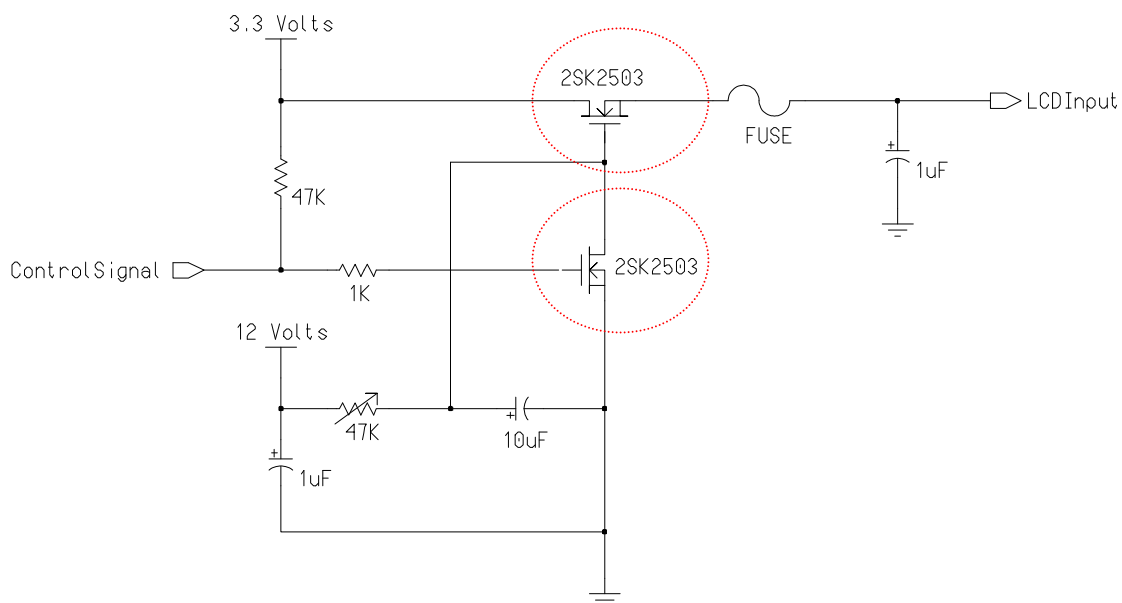 3.3 Volts
2SK2503
LCDInput
FUSE
1uF
47K
ControlSignal
2SK2503
1K
12 Volts
47K
10uF
1uF